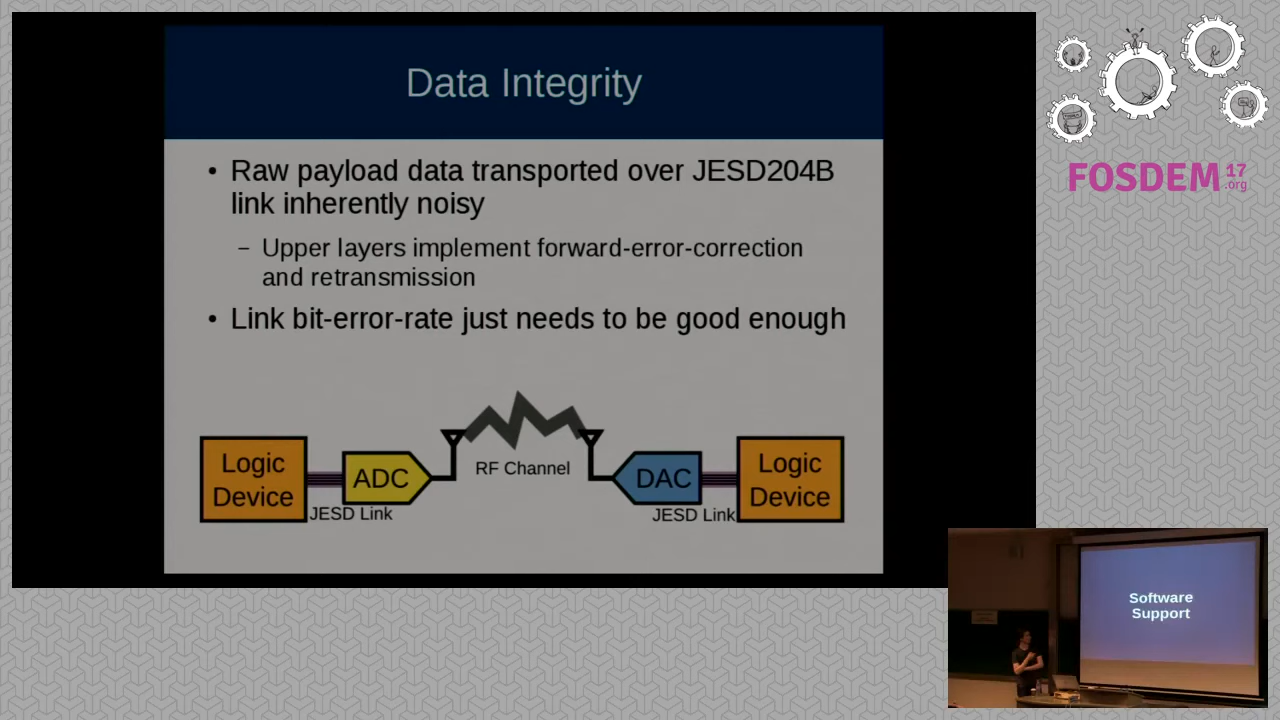 Data Integrity
• Raw payload data transported over JESD204B
link inherently noisy
– Upper layers implement forward-error-correction
and retransmission
• Link bit-error-rate just needs to be good enough
Logic
Device
JESD Link
ADC
RF Channel
DAC
JESD Link
Logic
Device
FOSDEM 17
.org
Software
Support